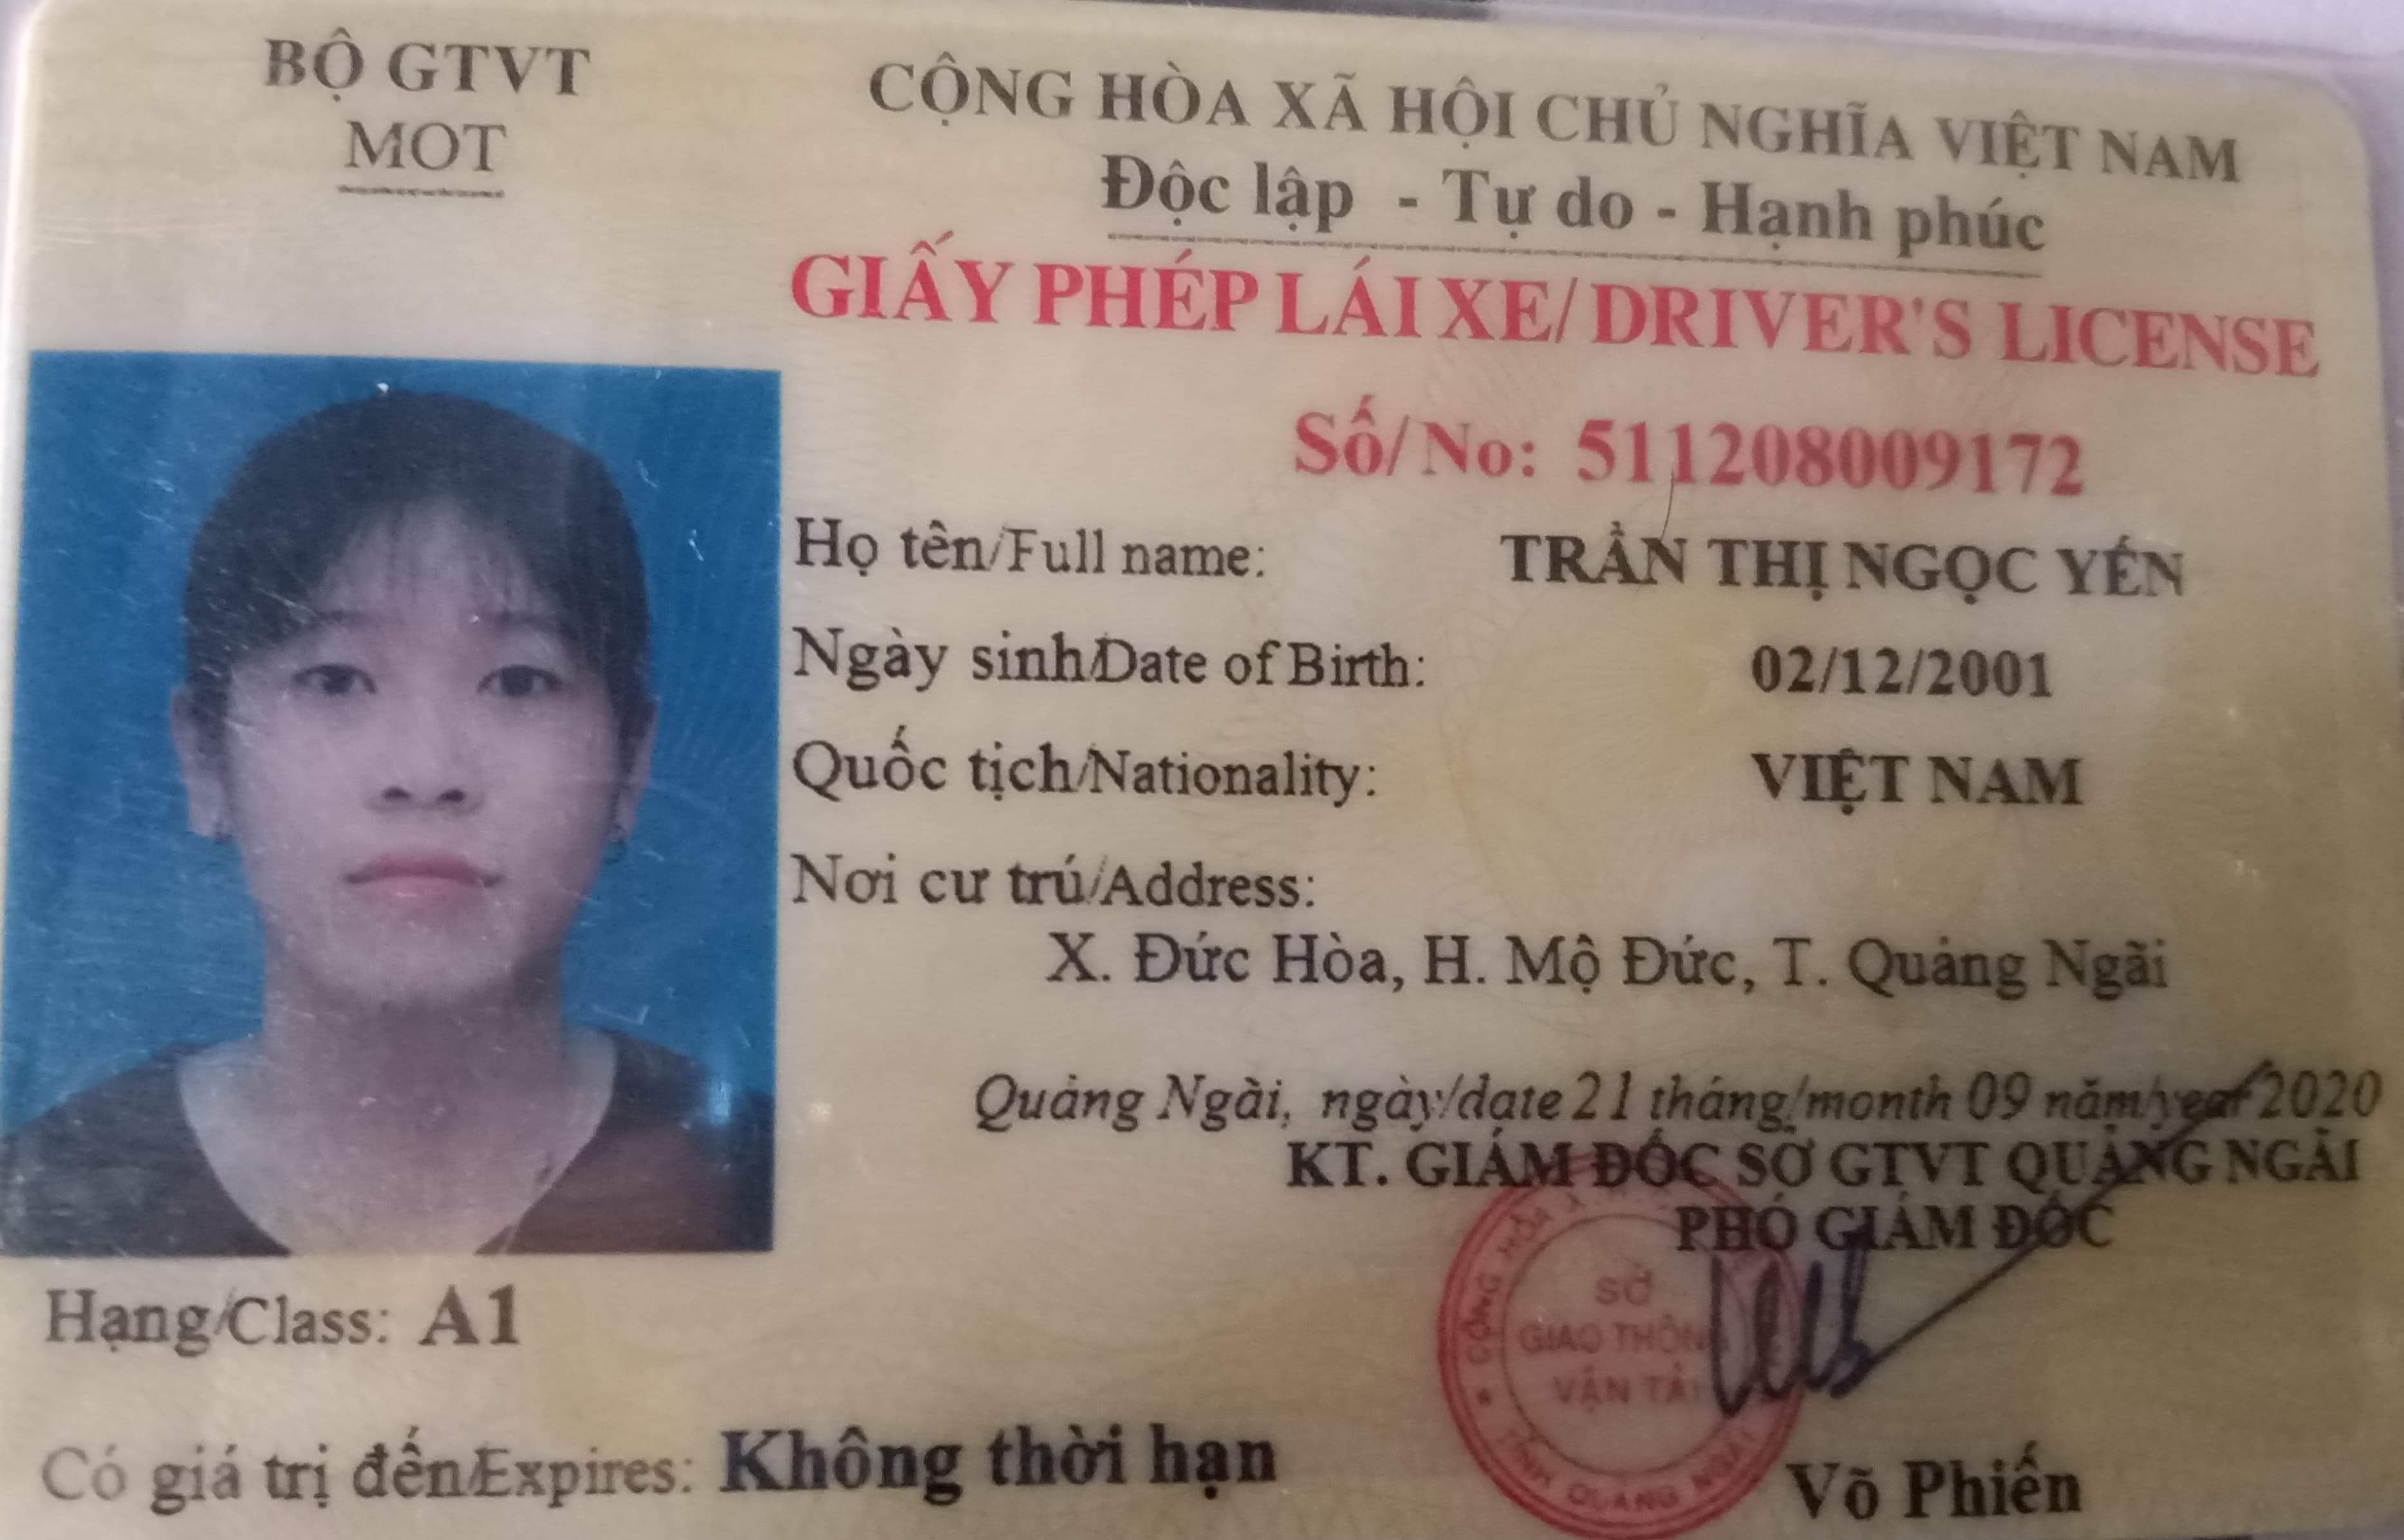 BỘ GTVT
MOT
CỘNG HÒA XÃ HỘI CHỦ NGHĨA VIỆT NAM
Độc lập - Tự do - Hạnh phúc
GIẤY PHÉP LÁI XE/ DRIVER'S LICENSE
Số/ No: 511208009172
Họ tên/Full name: TRẦN THỊ NGỌC YẾN
Ngày sinh/Date of Birth: 02/12/2001
Quốc tịch/Nationality: VIỆT NAM
Nơi cư trú/Address:
X. Đức Hòa, H. Mộ Đức, T. Quảng Ngãi
Quảng Ngãi, ngày/date 21 tháng/month 09 năm/year 2020
KT. GIÁM ĐỐC SỞ GTVT QUẢNG NGÃI
PHÓ GIÁM ĐỐC
SỞ
GIAO THÔNG
VẬN TẢI
TỈNH QUẢNG NGÃI
Võ Phiến
Hạng/Class: A1
Có giá trị đến/Expires: Không thời hạn